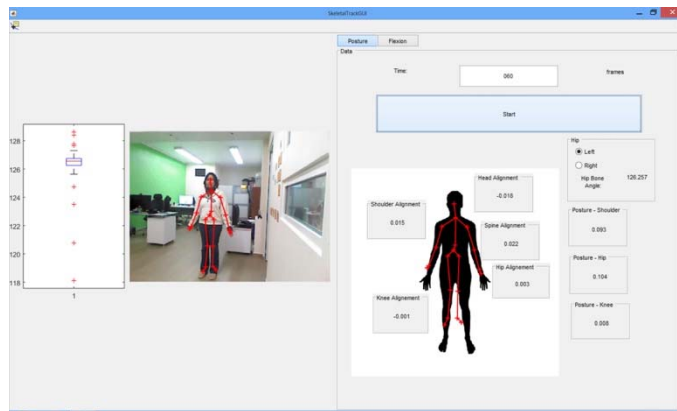 SkeletalTrackGUI
Posture Flexion
Data
Time: 060 frames
Start
128
126
124
122
120
118
1
Head Alignment
-0.018
Shoulder Alignment
0.015
Spine Alignment
0.022
Hip Alignement
0.003
Knee Alignement
-0.001
Hip
Left
Right
Hip Bone
Angle: 126.257
Posture - Shoulder
0.093
Posture - Hip
0.104
Posture - Knee
0.008